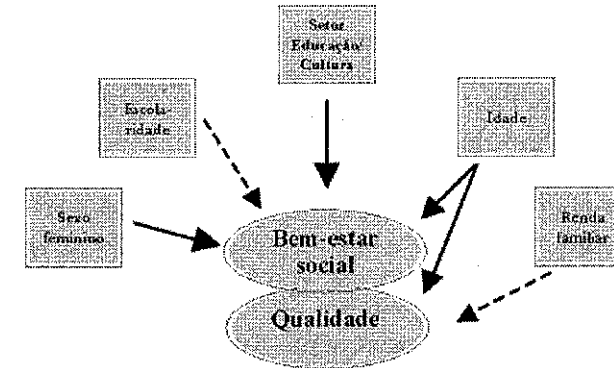 Setor
Educação/
Cultura
Escola-
ridade
Idade
Sexo
feminino
Renda
familiar
Bem-estar
social
Qualidade